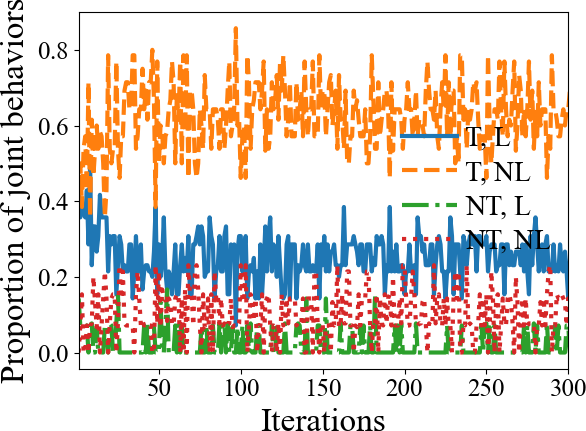 Proportion of joint behaviors
0.8
0.6
0.4
0.2
0.0
T, L
T, NL
NT, L
NT, NL
50 100 150 200 250 300
Iterations